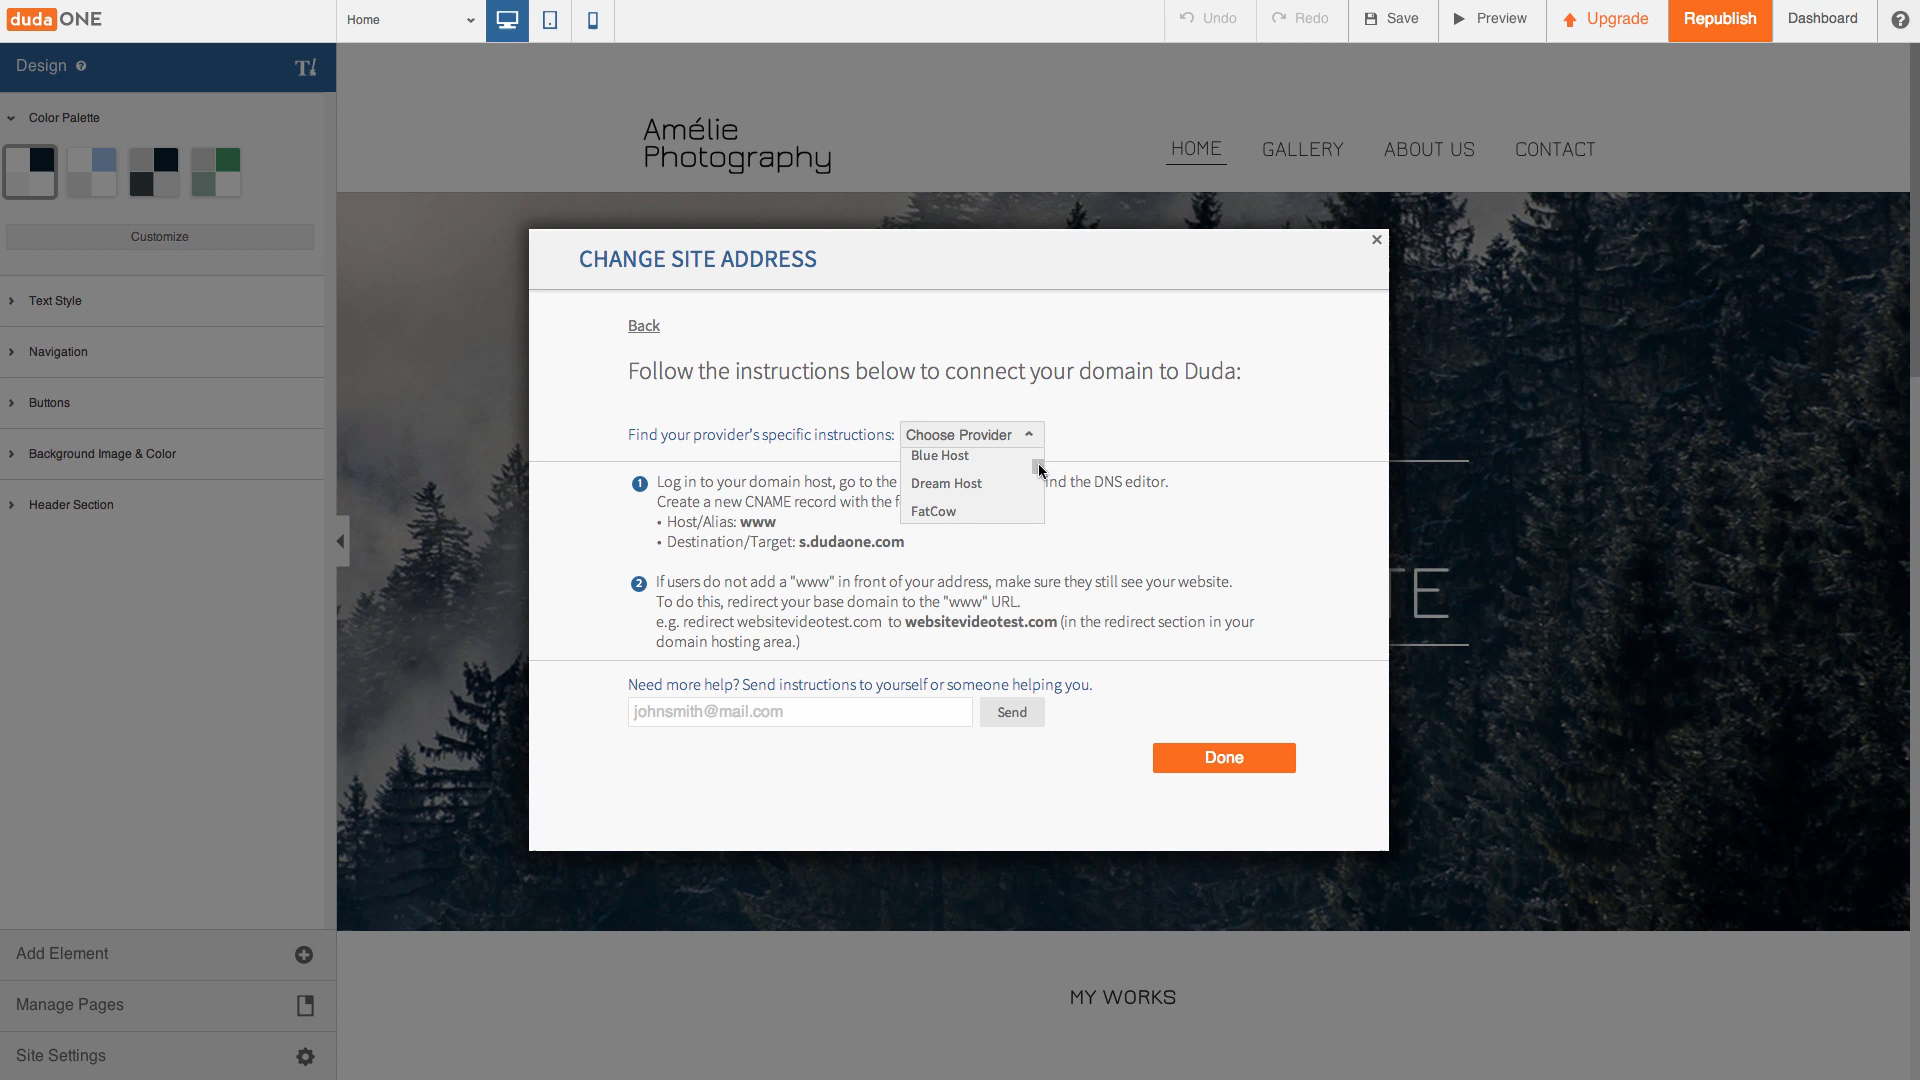 duda ONE
Home
Undo
Redo
Save
Preview
Upgrade
Republish
Dashboard
Design
Color Palette
Customize
Text Style
Navigation
Buttons
Background Image & Color
Header Section
Add Element
Manage Pages
Site Settings
Amélie
Photography
HOME
GALLERY
ABOUT US
CONTACT
CHANGE SITE ADDRESS
Back
Follow the instructions below to connect your domain to Duda:
Find your provider's specific instructions: Choose Provider
Blue Host
Dream Host
FatCow
1 Log in to your domain host, go to the
the DNS editor.
Create a new CNAME record with the
• Host/Alias: www
• Destination/Target: s.dudaone.com
2 If users do not add a "www" in front of your address, make sure they still see your website.
To do this, redirect your base domain to the "www" URL.
e.g. redirect websitevideotest.com to websitevideotest.com (in the redirect section in your
domain hosting area.)
Need more help? Send instructions to yourself or someone helping you.
johnsmith@mail.com
Send
Done
TE
MY WORKS